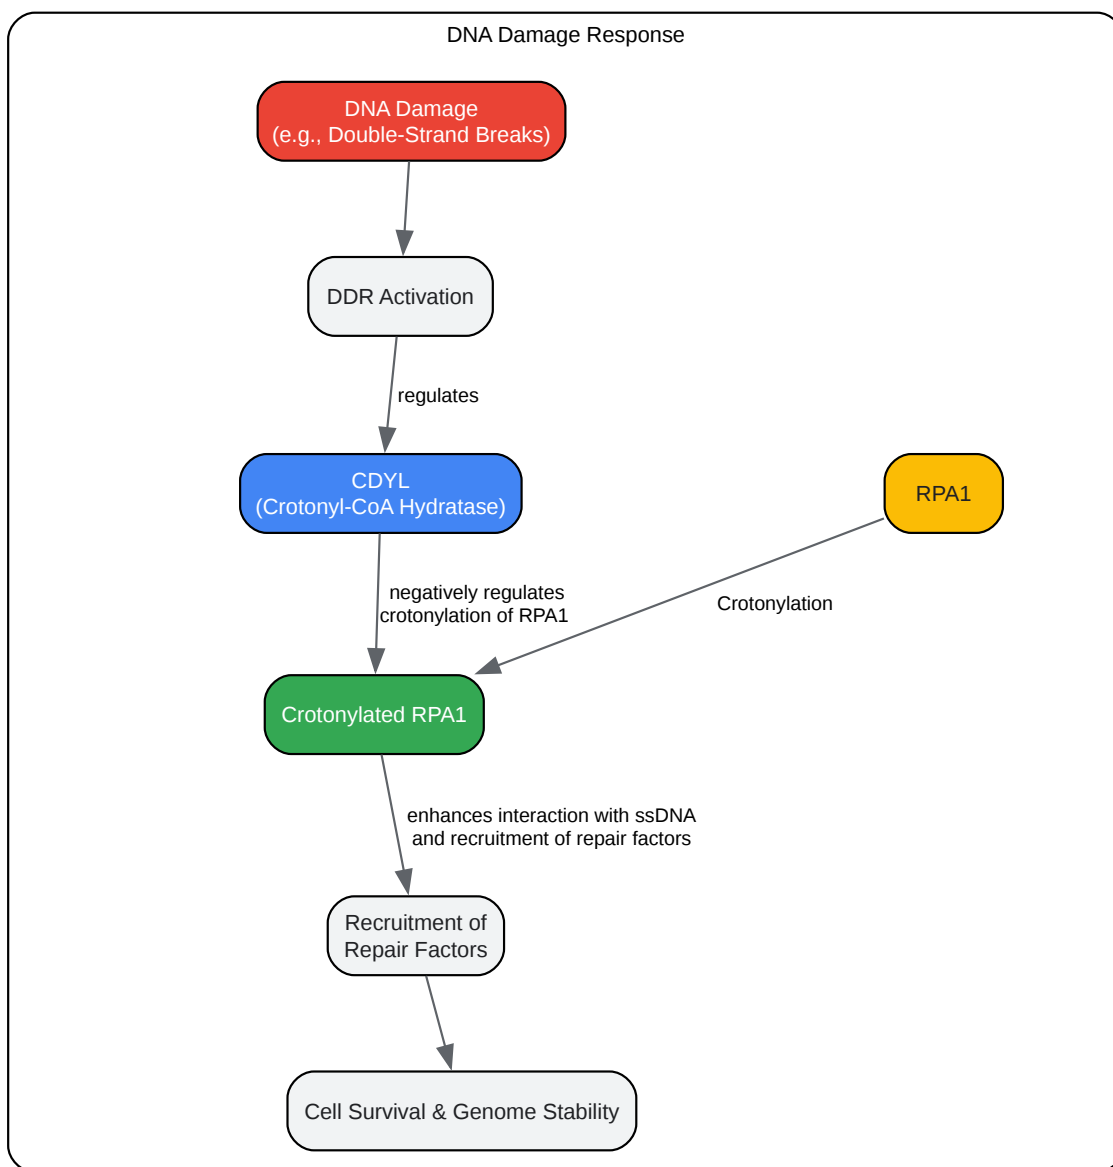 DNA Damage Response
DNA Damage
(e.g., Double-Strand Breaks)
DDR Activation
regulates
CDYL
(Crotonyl-CoA Hydratase)
RPA1
negatively regulates
crotonylation of RPA1
Crotonylation
Crotonylated RPA1
enhances interaction with ssDNA
and recruitment of repair factors
Recruitment of
Repair Factors
Cell Survival & Genome Stability